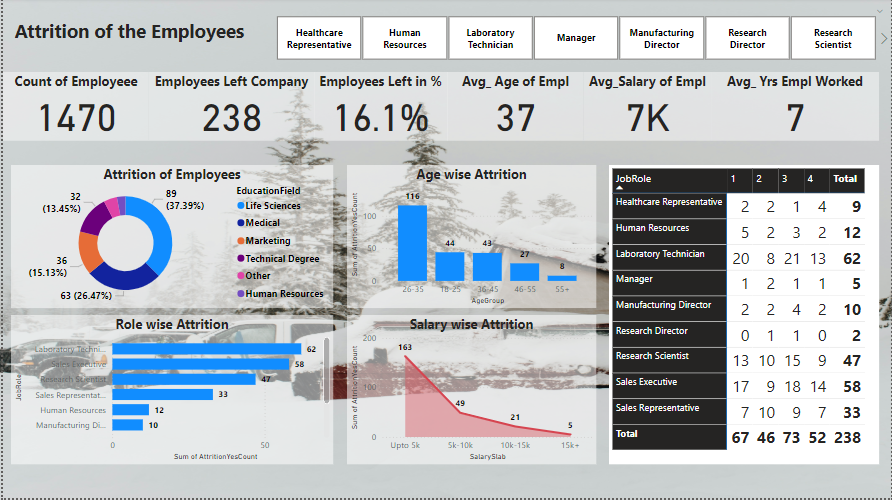 Attrition of the Employees
Healthcare
Representative
Human
Resources
Laboratory
Technician
Manager
Manufacturing
Director
Research
Director
Research
Scientist
Count of Employeee
1470
Employees Left Company
238
Employees Left in %
16.1%
Avg_ Age of Empl
37
Avg_Salary of Empl
7K
Avg_ Yrs Empl Worked
7
Attrition of Employees
89
(37.39%)
63 (26.47%)
36
(15.13%)
32
(13.45%)
EducationField
Life Sciences
Medical
Marketing
Technical Degree
Other
Human Resources
Age wise Attrition
Sum of AttritionYesCount
100
50
0
116
44
43
27
8
26-35
18-25
36-45
46-55
55+
AgeGroup
Role wise Attrition
JobRole
Laboratory Techni... 62
Sales Executive 58
Research Scientist 47
Sales Representat... 33
Human Resources 12
Manufacturing Di... 10
0 50
Sum of AttritionYesCount
Salary wise Attrition
Sum of AttritionYesCount
200
100
0
163
49
21
5
Upto 5k
5k-10k
10k-15k
15k+
SalarySlab
JobRole 1 2 3 4 Total
Healthcare Representative 2 2 1 4 9
Human Resources 5 2 3 2 12
Laboratory Technician 20 8 21 13 62
Manager 1 2 1 1 5
Manufacturing Director 2 2 4 2 10
Research Director 0 1 1 0 2
Research Scientist 13 10 15 9 47
Sales Executive 17 9 18 14 58
Sales Representative 7 10 9 7 33
Total 67 46 73 52 238